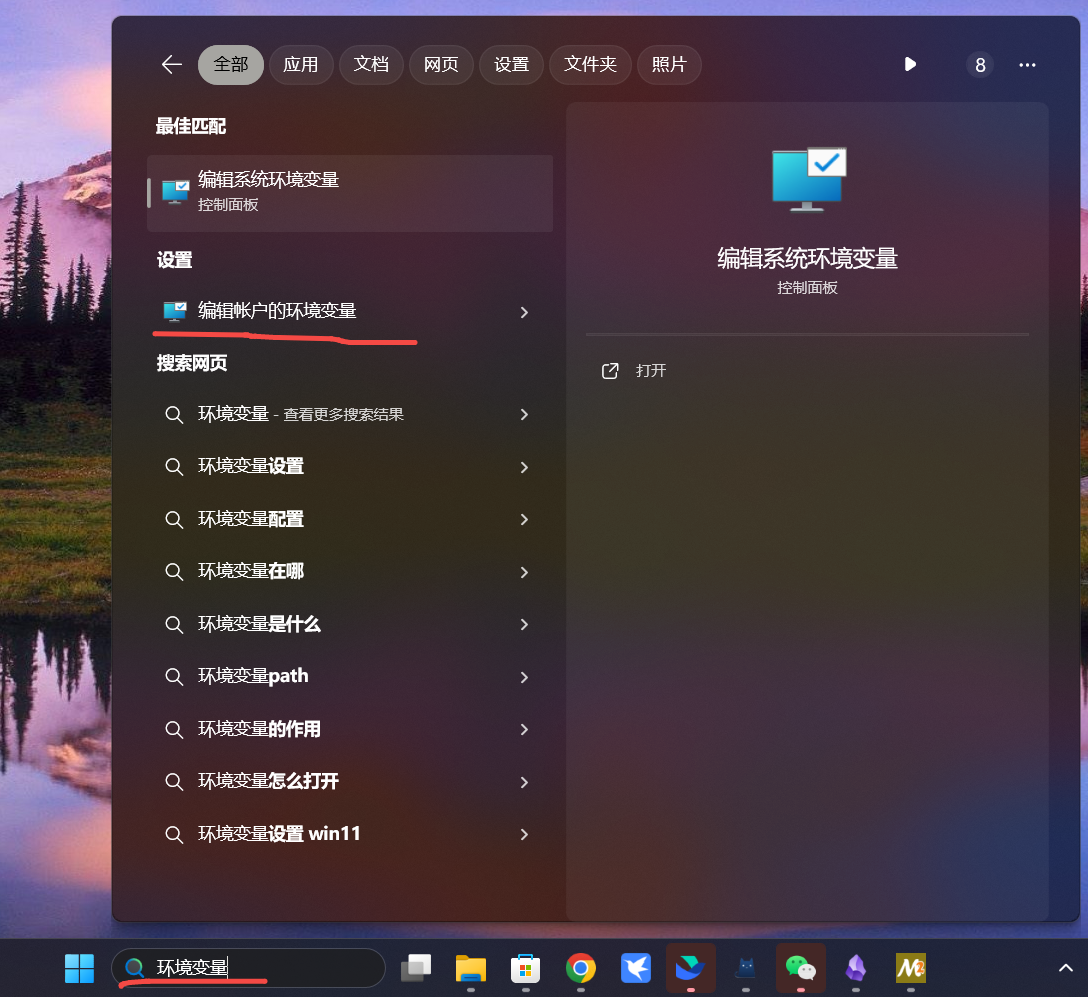 全部 应用 文档 网页 设置 文件夹 照片 8
最佳匹配
编辑系统环境变量
控制面板
设置
编辑帐户的环境变量
搜索网页
环境变量 - 查看更多搜索结果
环境变量设置
环境变量配置
环境变量在哪
环境变量是什么
环境变量path
环境变量的作用
环境变量怎么打开
环境变量设置 win11
编辑系统环境变量
控制面板
打开
环境变量